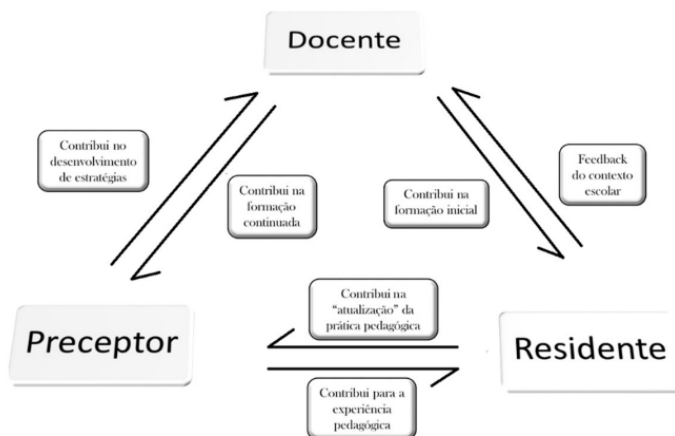 Docente
Contribui no
desenvolvimento
de estratégias
Contribui na
formação
continuada
Contribui na
formação inicial
Feedback
do contexto
escolar
Contribui na
“atualização” da
prática pedagógica
Preceptor
Residente
Contribui para a
experiência
pedagógica